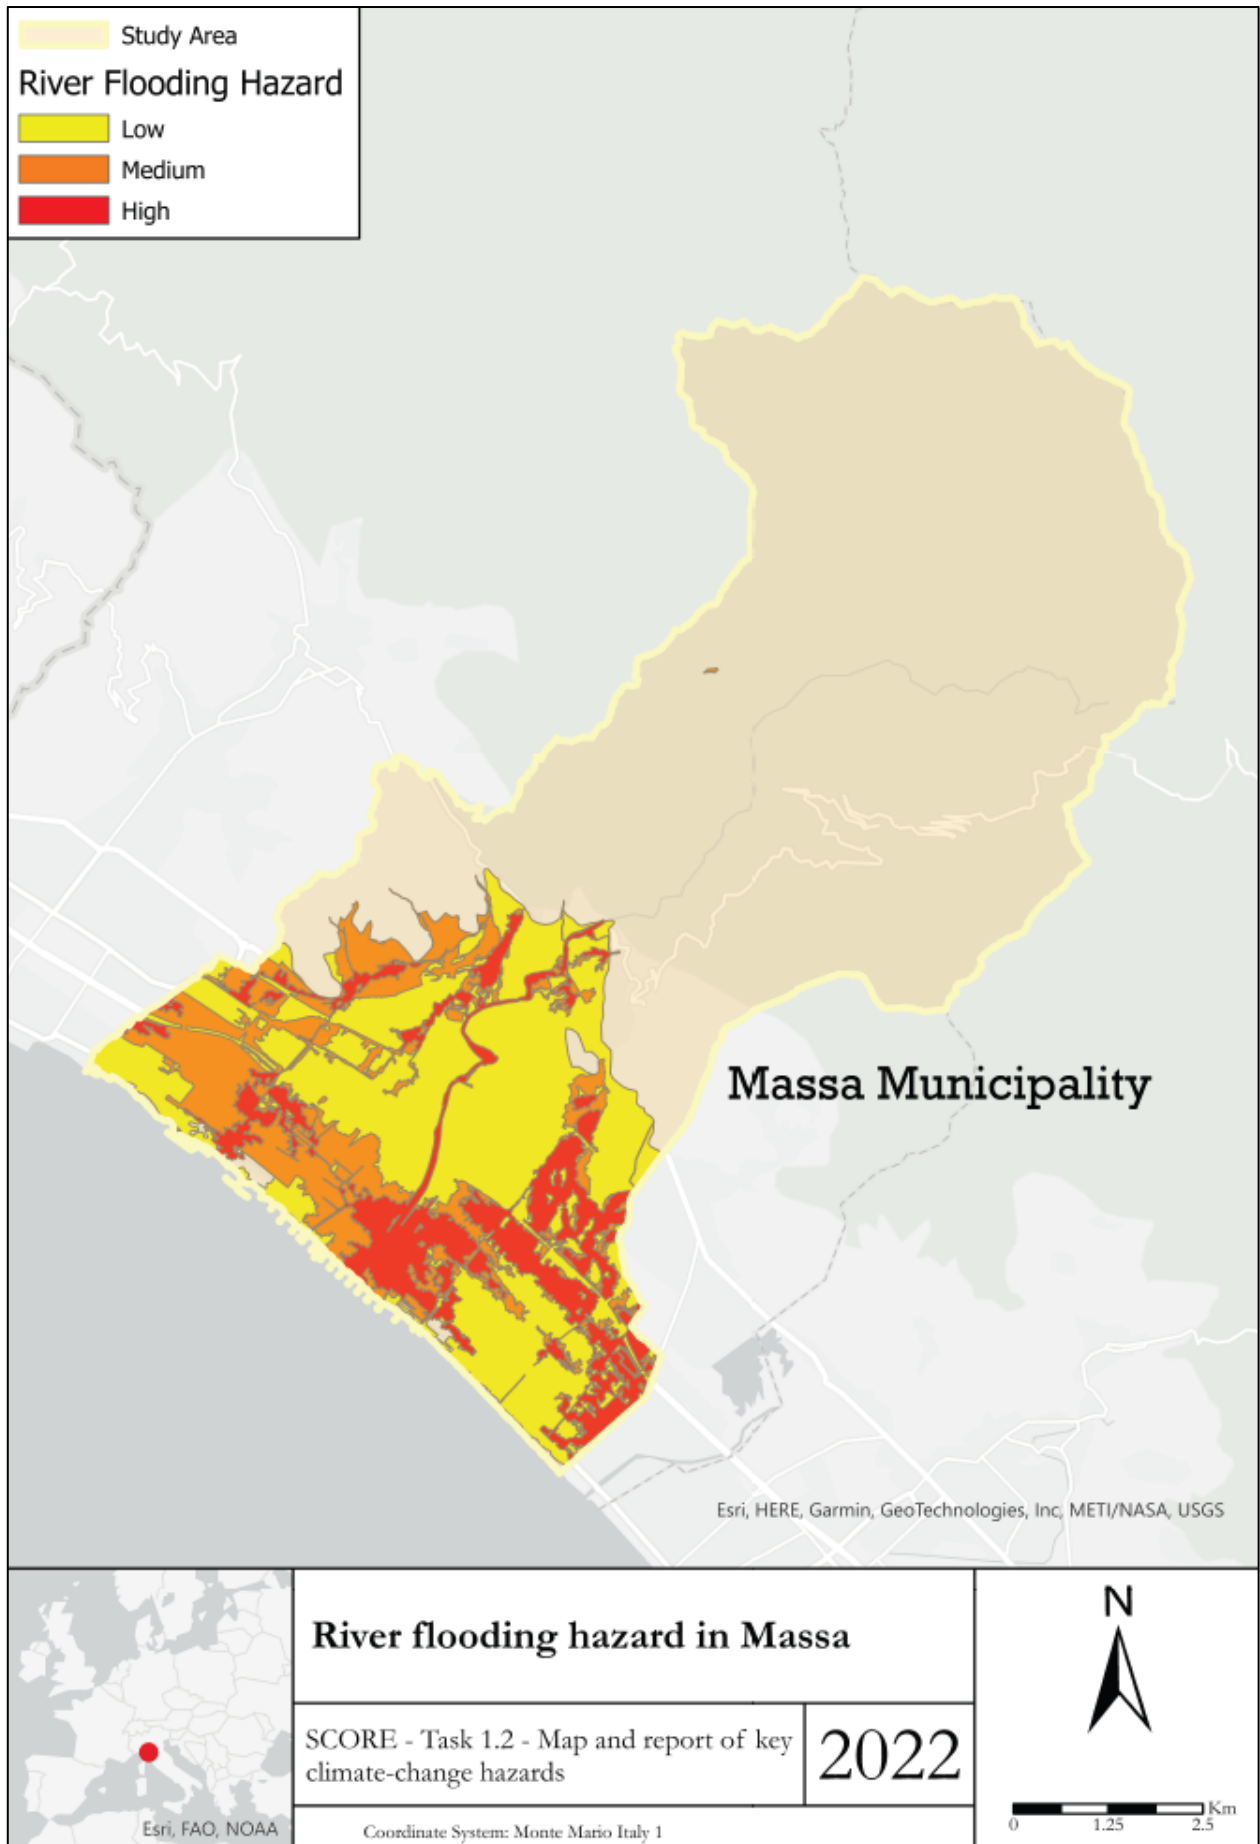 Study Area
River Flooding Hazard
Low
Medium
High
Massa Municipality
Esri, HERE, Garmin, GeoTechnologies, Inc, METI/NASA, USGS
Esri, FAO, NOAA
River flooding hazard in Massa
SCORE - Task 1.2 - Map and report of key
climate-change hazards
2022
Coordinate System: Monte Mario Italy 1
N
Km
0 1.25 2.5